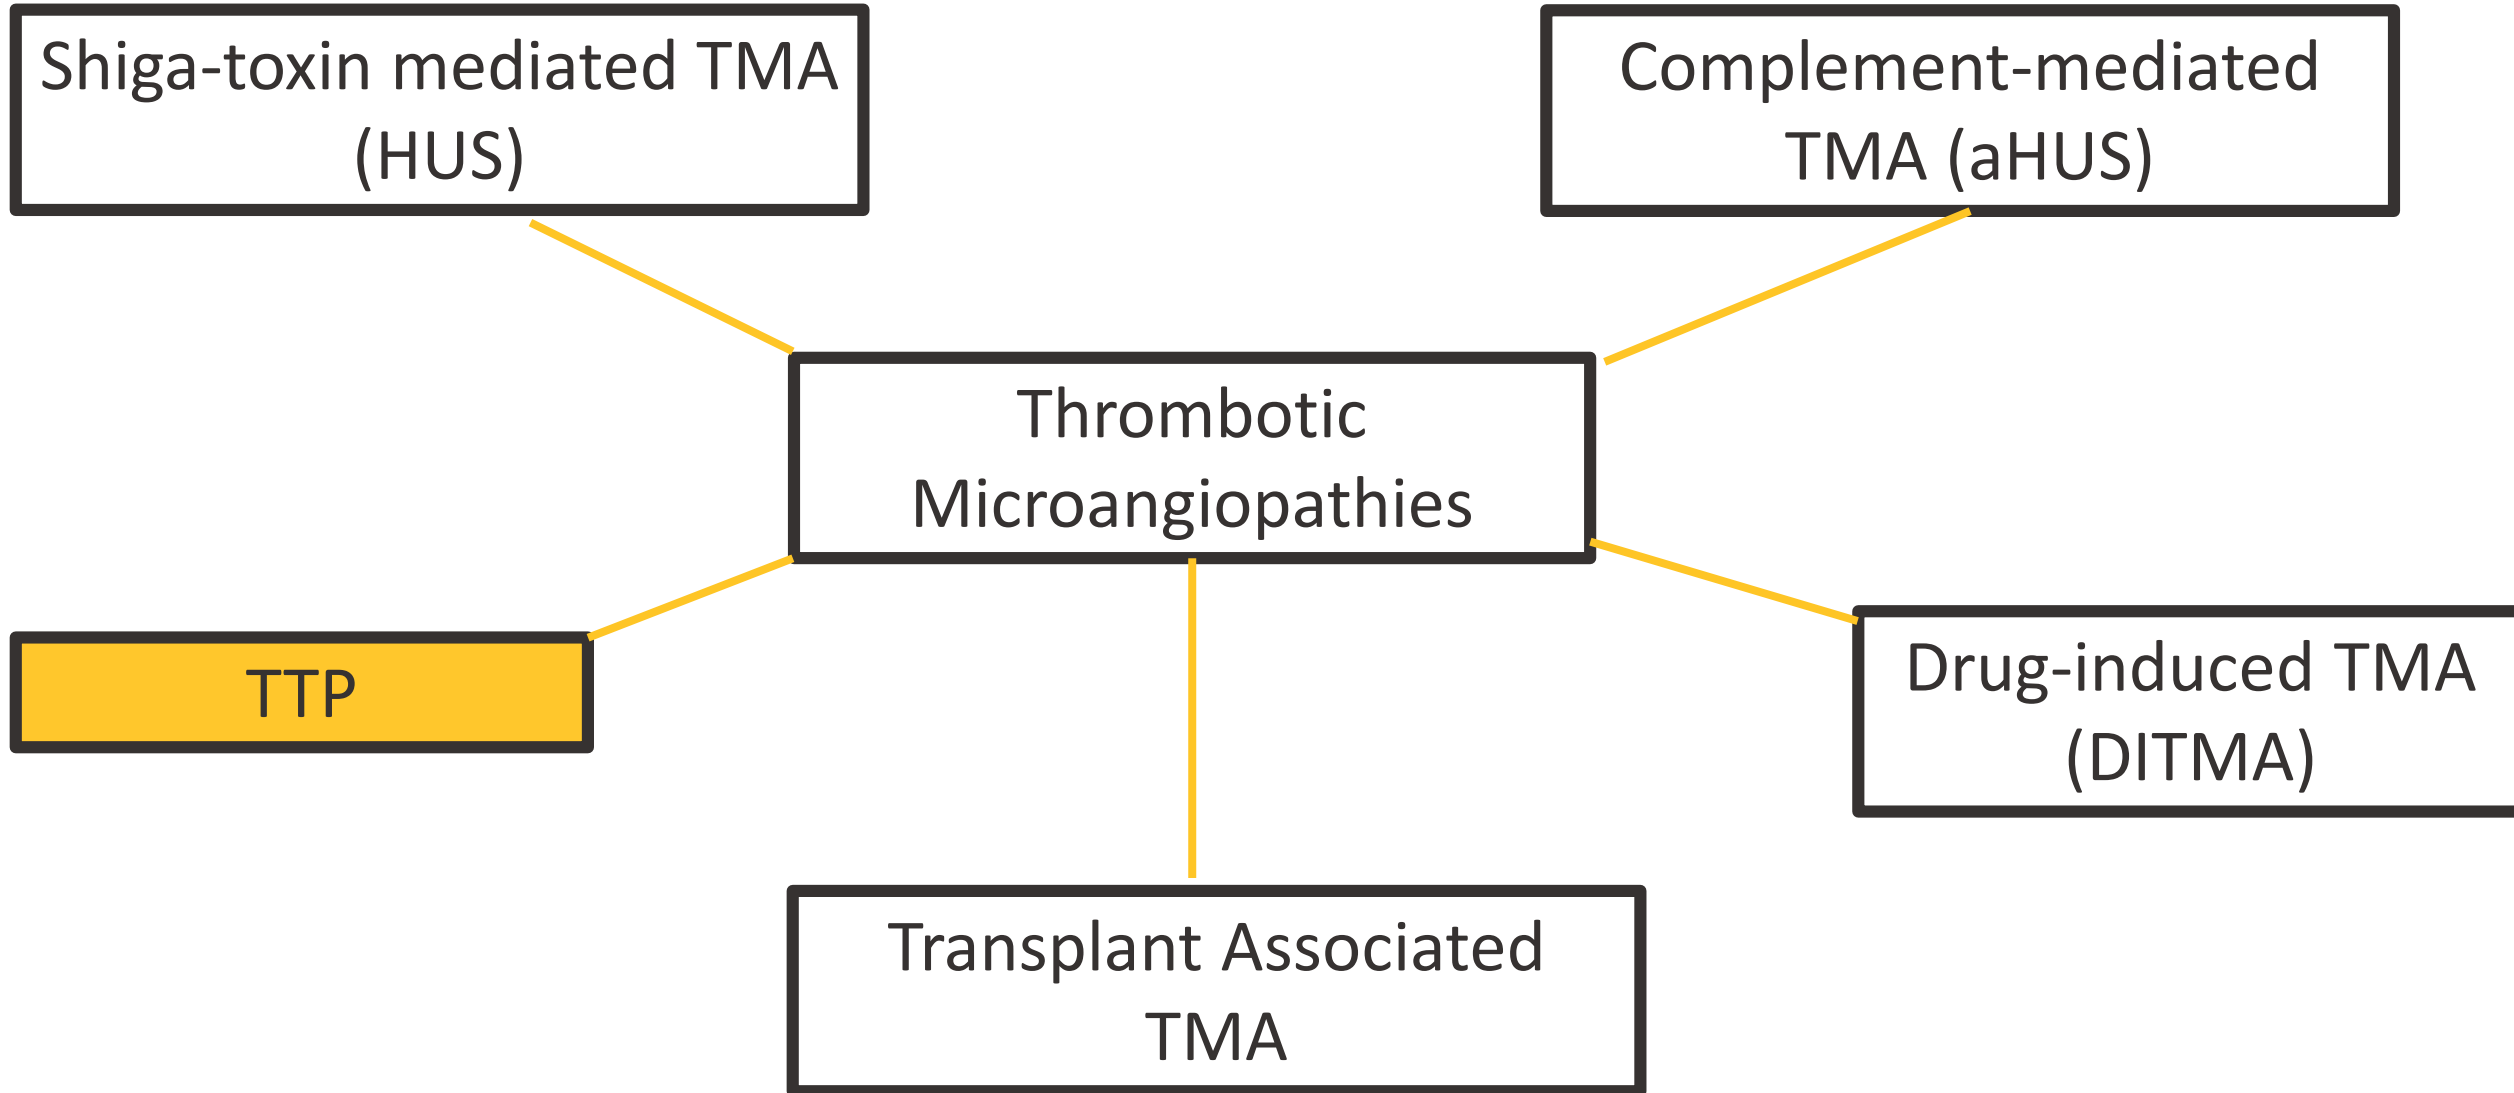 Shiga-toxin mediated TMA
(HUS)
Complement-mediated
TMA (aHUS)
Thrombotic
Microangiopathies
TTP
Drug-induced TMA
(DITMA)
Transplant Associated
TMA